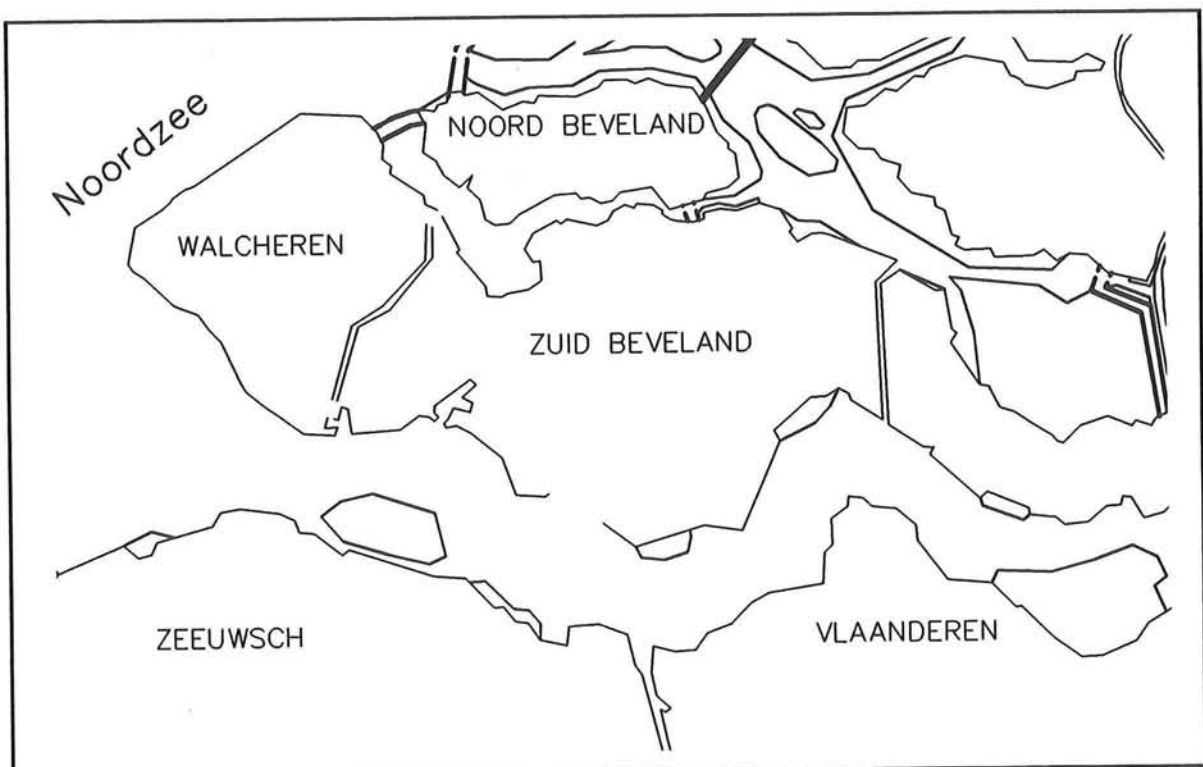 Noordzee
NOORD BEVELAND
WALCHEREN
ZUID BEVELAND
ZEEUWSCH
VLAANDEREN